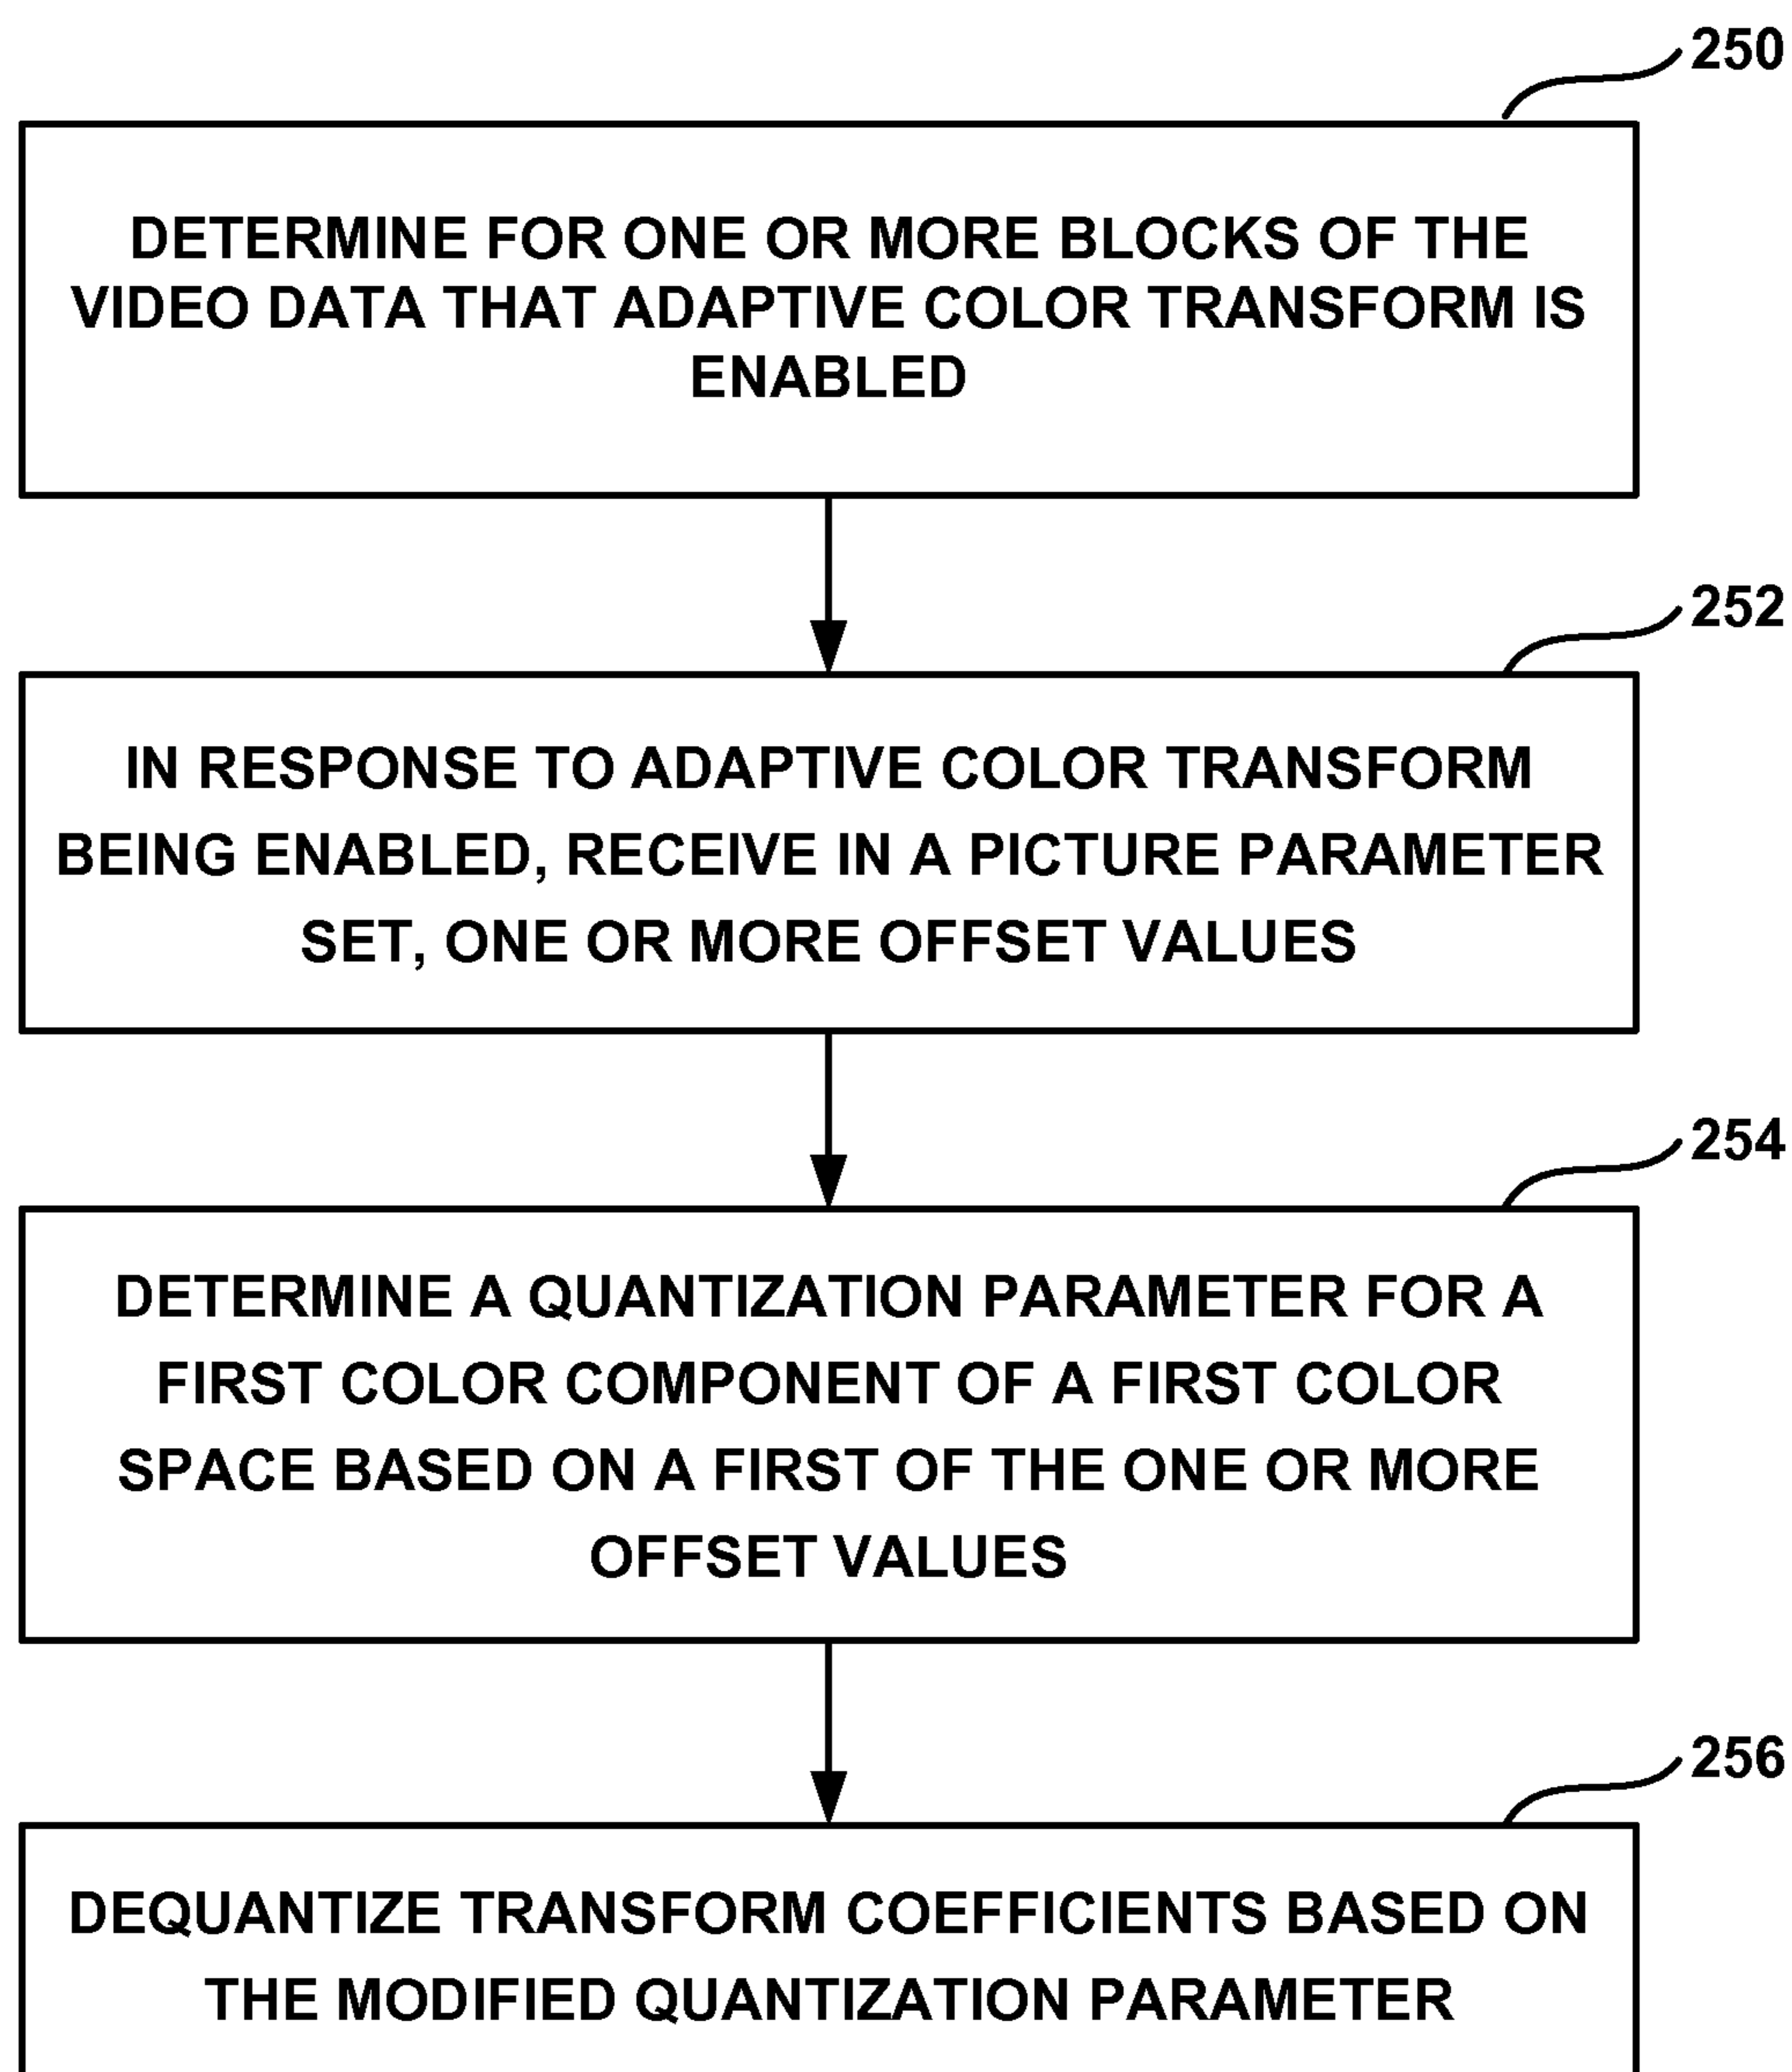 250
DETERMINE FOR ONE OR MORE BLOCKS OF THE
VIDEO DATA THAT ADAPTIVE COLOR TRANSFORM IS
ENABLED
252
IN RESPONSE TO ADAPTIVE COLOR TRANSFORM
BEING ENABLED, RECEIVE IN A PICTURE PARAMETER
SET, ONE OR MORE OFFSET VALUES
254
DETERMINE A QUANTIZATION PARAMETER FOR A
FIRST COLOR COMPONENT OF A FIRST COLOR
SPACE BASED ON A FIRST OF THE ONE OR MORE
OFFSET VALUES
256
DEQUANTIZE TRANSFORM COEFFICIENTS BASED ON
THE MODIFIED QUANTIZATION PARAMETER